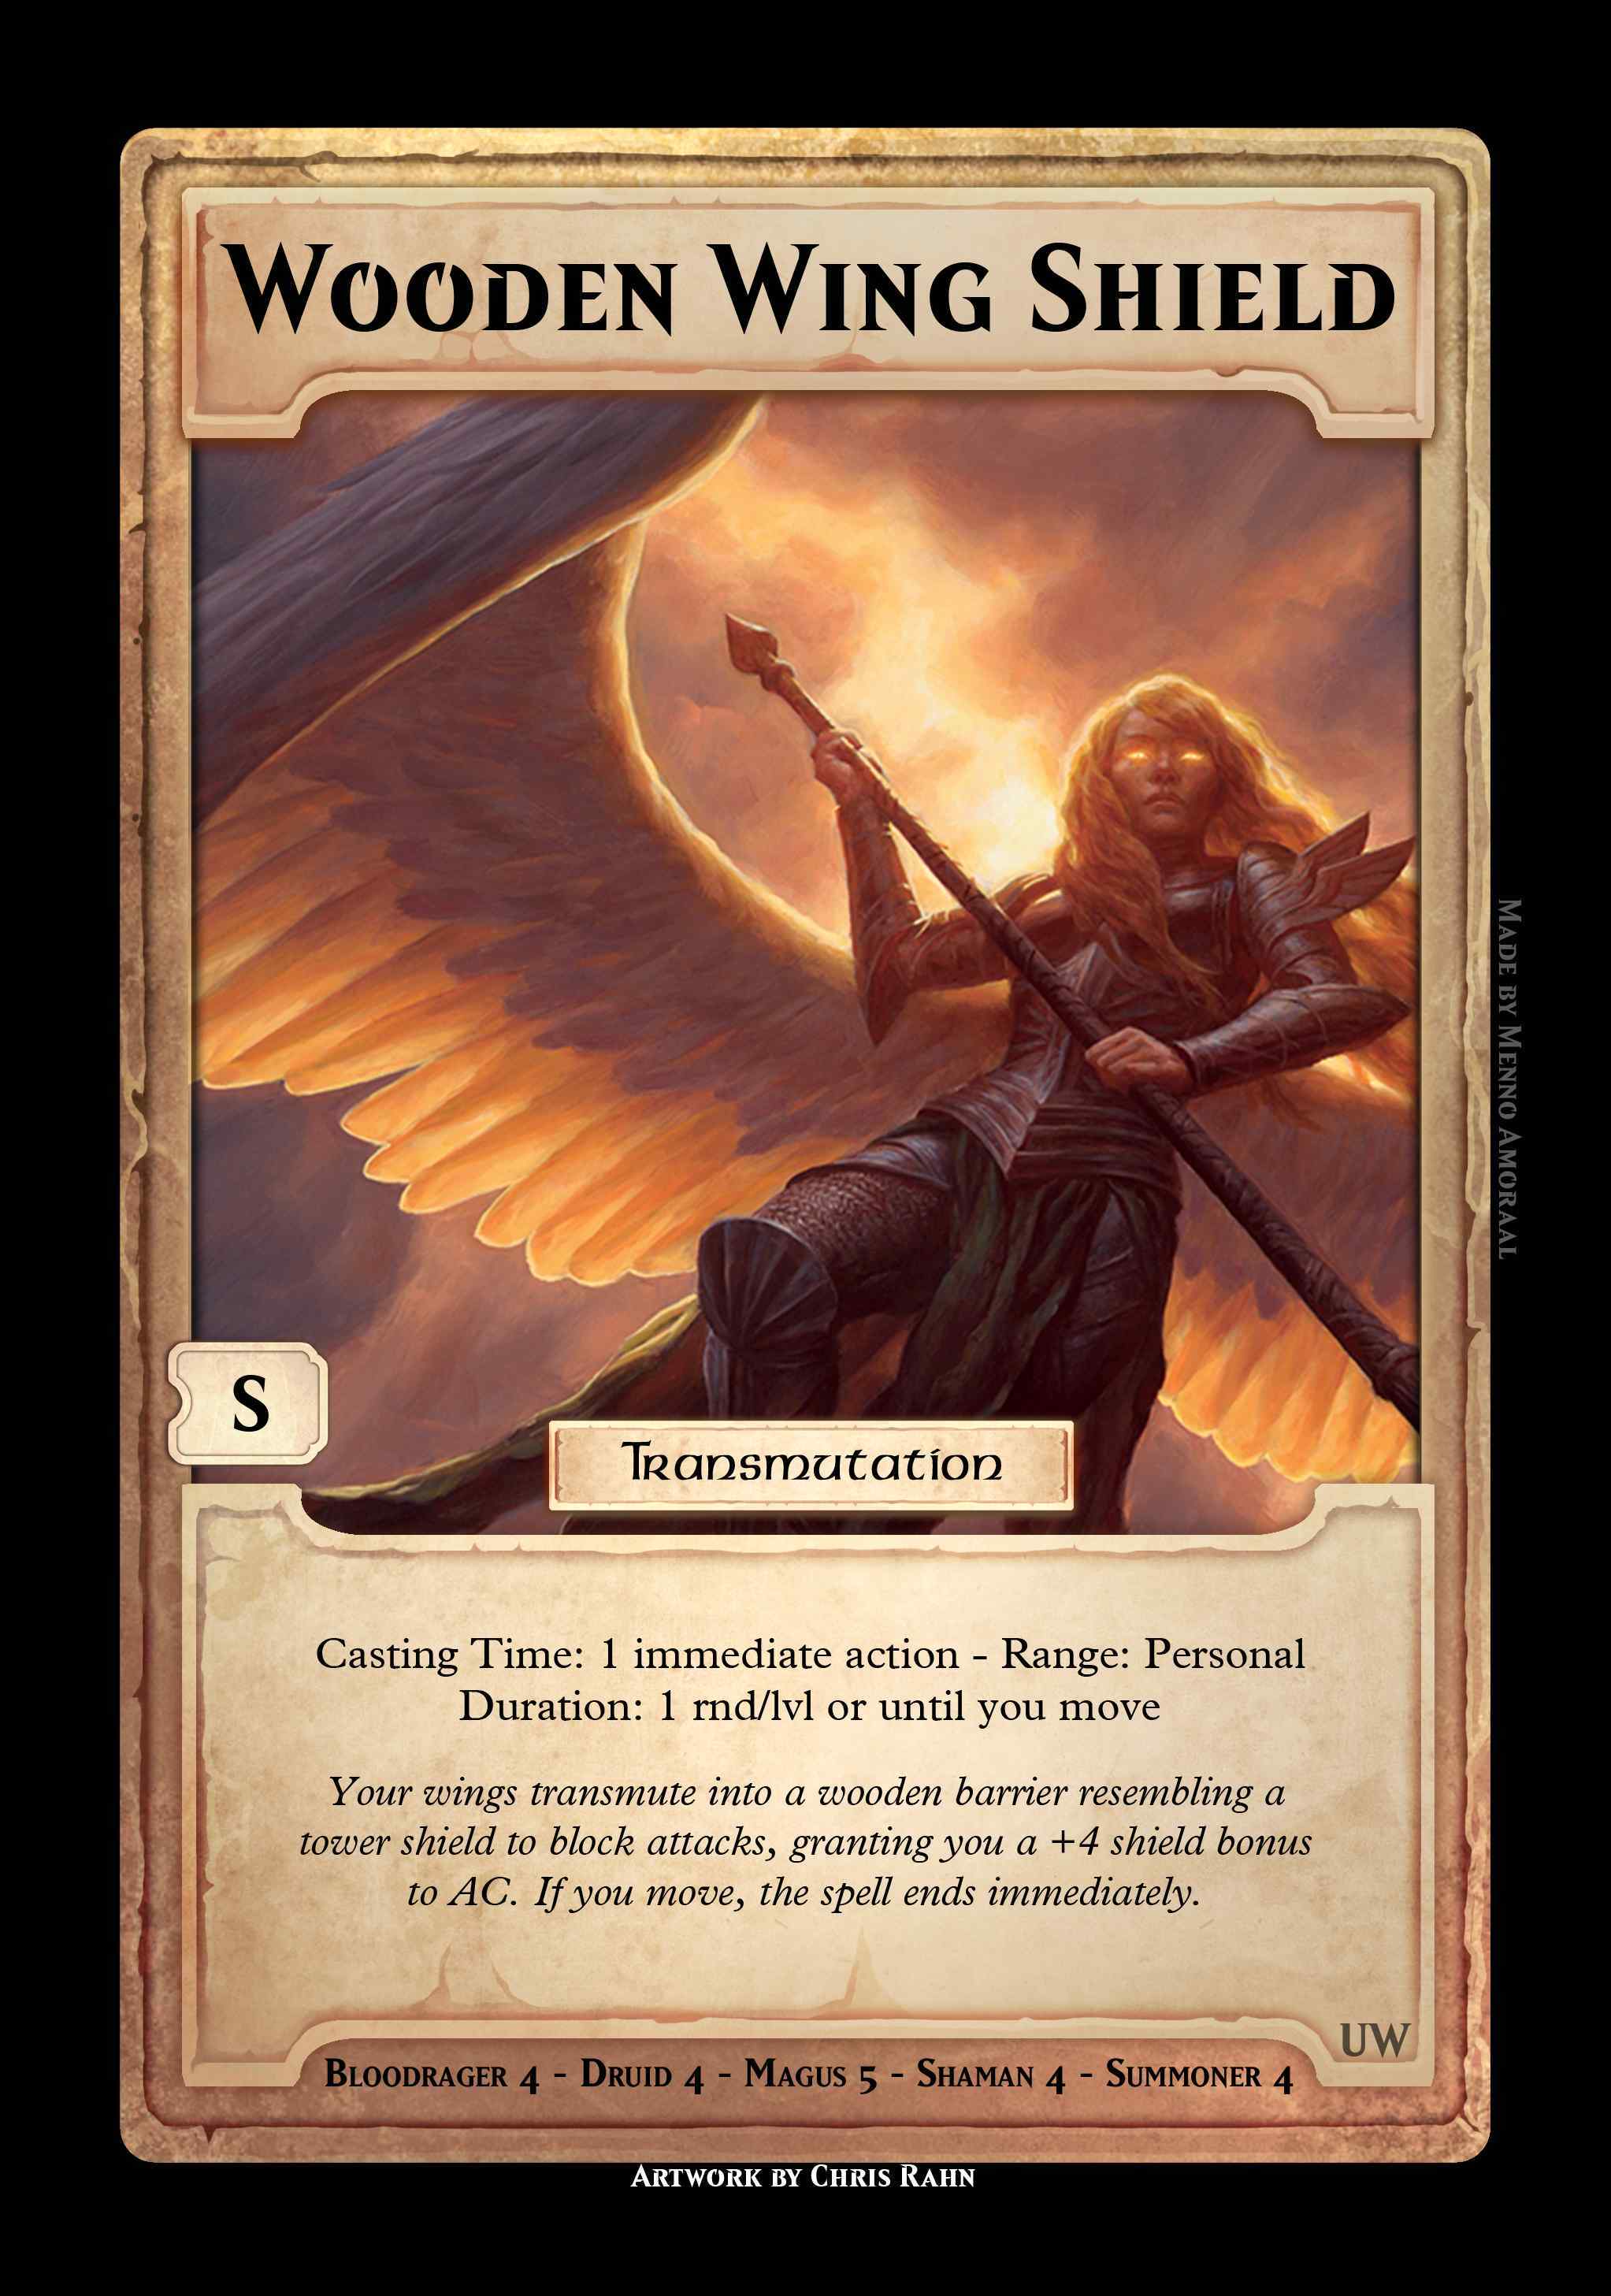 Wooden Wing Shield
S
Transmutation
Casting Time: 1 immediate action - Range: Personal
Duration: 1 rnd/lvl or until you move
Your wings transmute into a wooden barrier resembling a
tower shield to block attacks, granting you a +4 shield bonus
to AC. If you move, the spell ends immediately.
UW
Bloodrager 4 - Druid 4 - Magus 5 - Shaman 4 - Summoner 4
Artwork by Chris Rahn
Made by Menno Amoraal